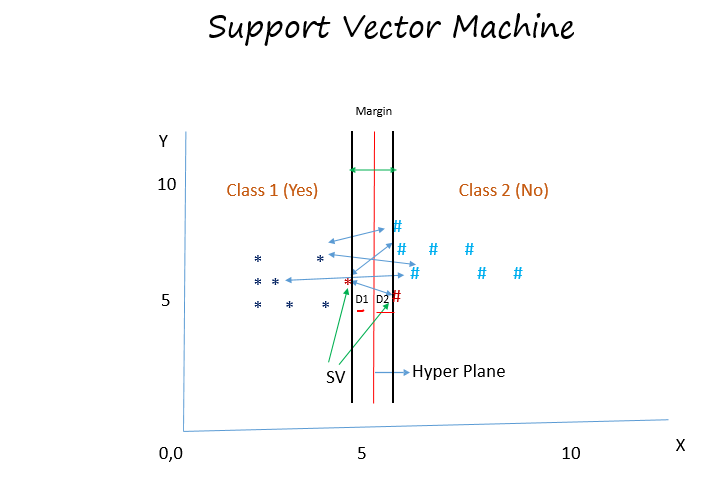 Support Vector Machine
Margin
Y
10
Class 1 (Yes)
Class 2 (No)
#
# # #
* *
# # #
* * *
#
5
D1 D2
* * *
SV
Hyper Plane
0,0
5
10
X